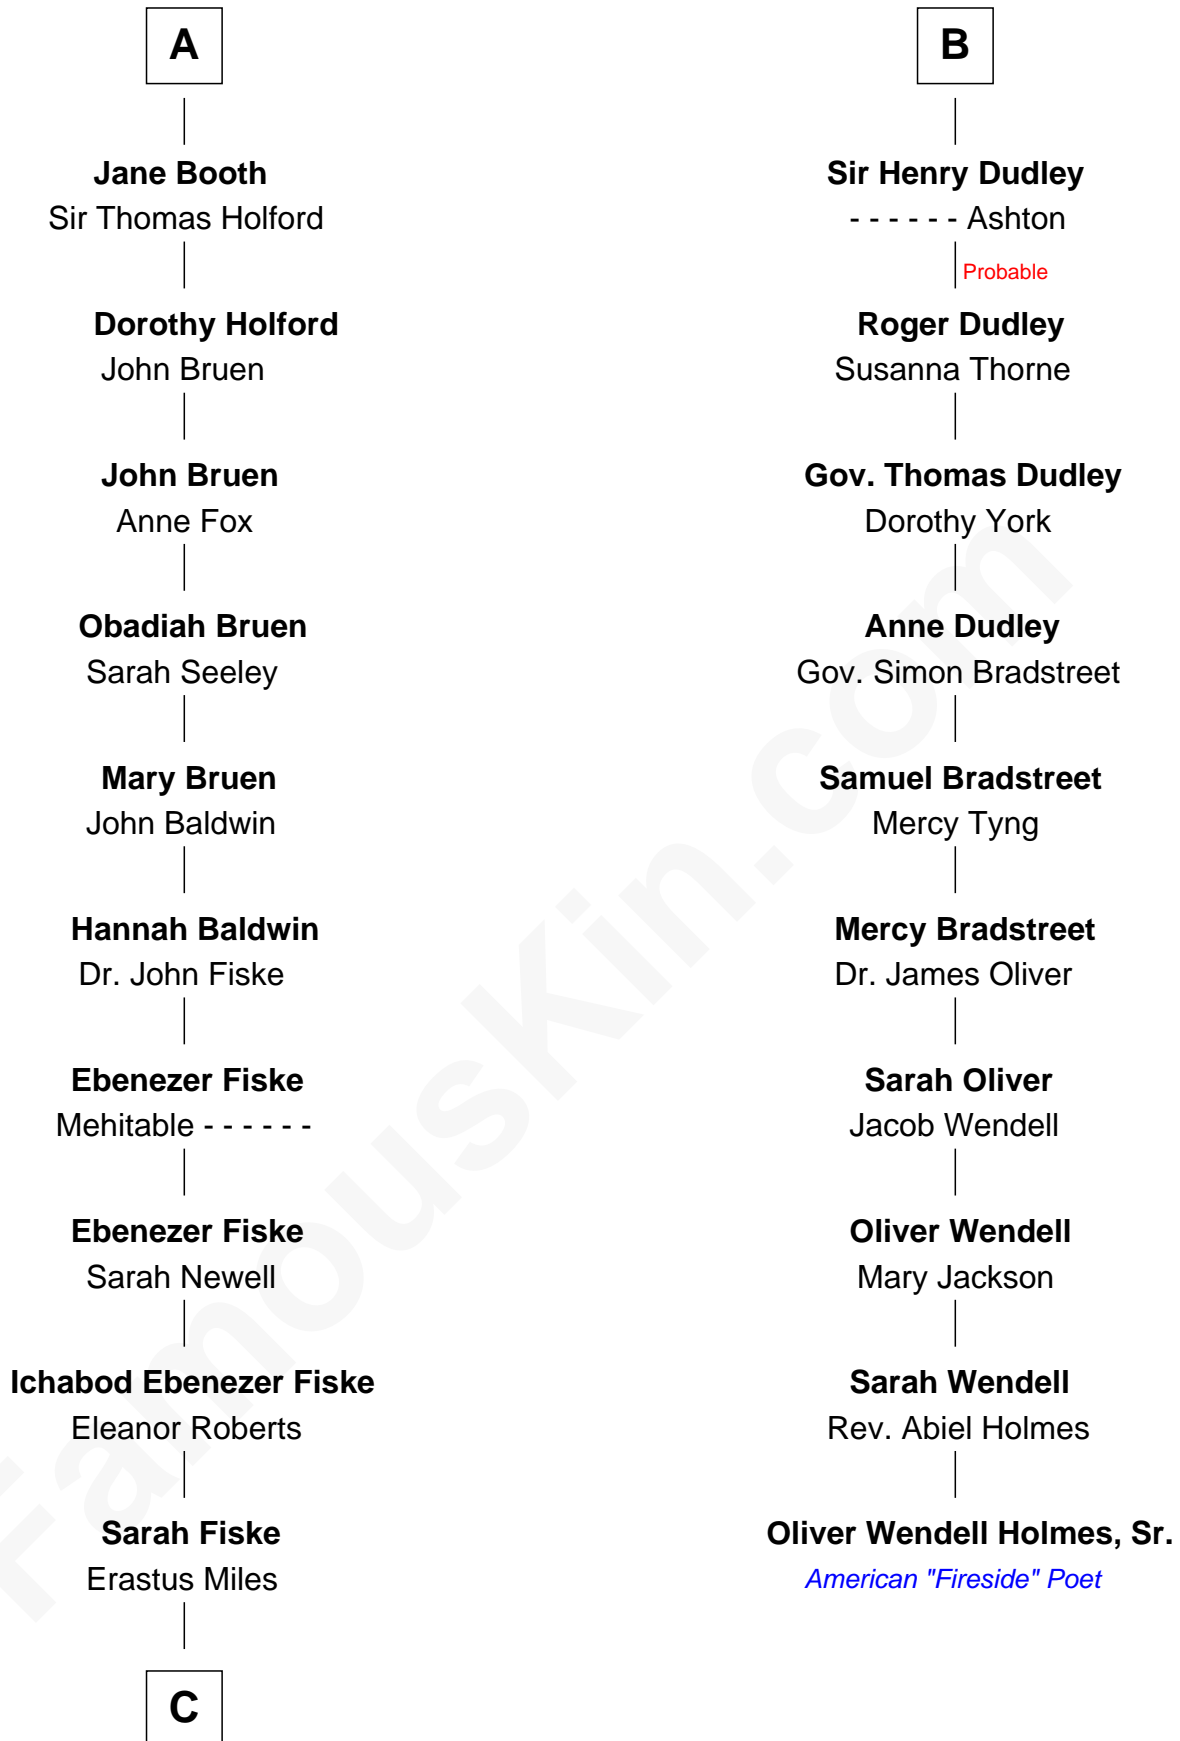 A
Jane Booth
Sir Thomas Holford
Dorothy Holford
John Bruen
John Bruen
Anne Fox
Obadiah Bruen
Sarah Seeley
Mary Bruen
John Baldwin
Hannah Baldwin
Dr. John Fiske
Ebenezer Fiske
Mehitable - - - - - -
Ebenezer Fiske
Sarah Newell
Ichabod Ebenezer Fiske
Eleanor Roberts
Sarah Fiske
Erastus Miles
C
B
Sir Henry Dudley
- - - - - - Ashton
Probable
Roger Dudley
Susanna Thorne
Gov. Thomas Dudley
Dorothy York
Anne Dudley
Gov. Simon Bradstreet
Samuel Bradstreet
Mercy Tyng
Mercy Bradstreet
Dr. James Oliver
Sarah Oliver
Jacob Wendell
Oliver Wendell
Mary Jackson
Sarah Wendell
Rev. Abiel Holmes
Oliver Wendell Holmes, Sr.
American "Fireside" Poet
FamousKin.com